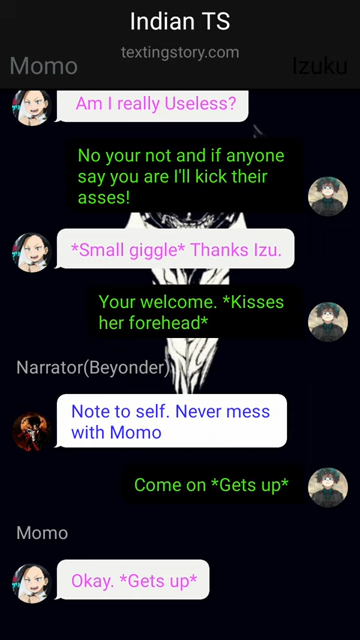 Indian TS
textingstory.com
Momo
Izuku
Am I really Useless?
No your not and if anyone
say you are I'll kick their
asses!
*Small giggle* Thanks Izu.
Your welcome. *Kisses
her forehead*
Narrator(Beyonder)
Note to self. Never mess
with Momo
Come on *Gets up*
Momo
Okay. *Gets up*